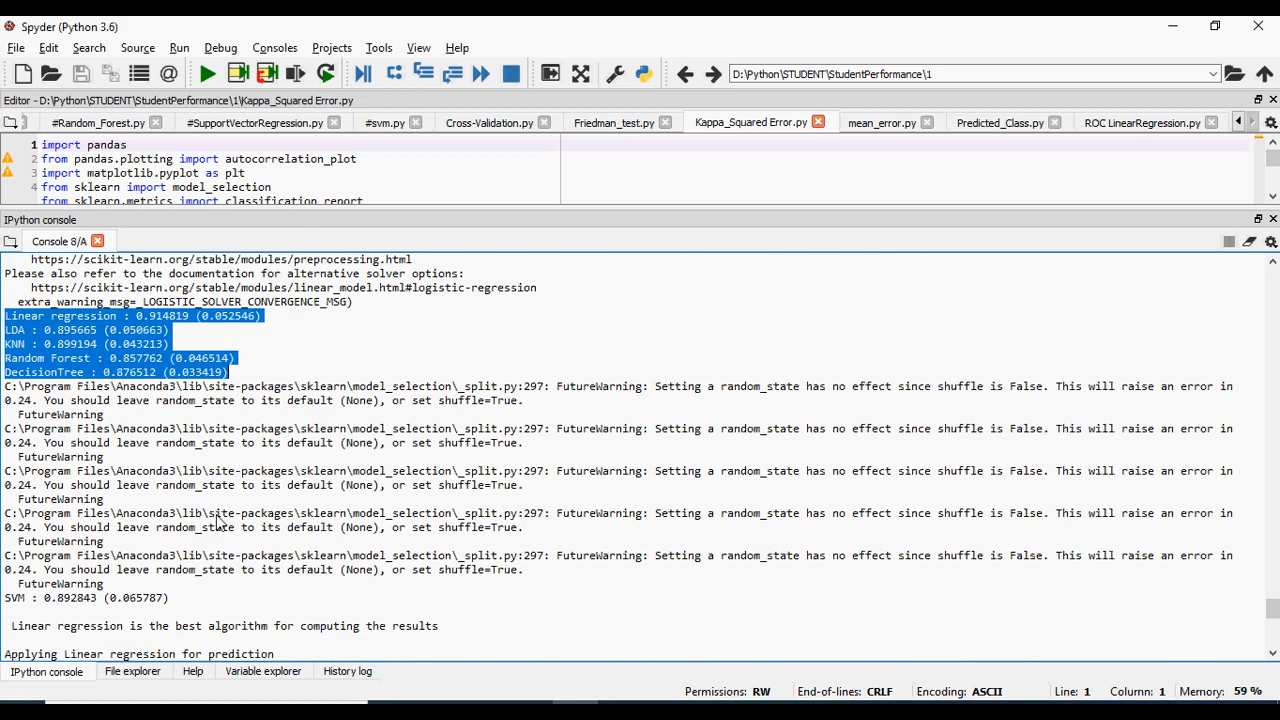 Spyder (Python 3.6)
File Edit Search Source Run Debug Consoles Projects Tools View Help
D:\Python\STUDENT\StudentPerformance\1
Editor - D:\Python\STUDENT\StudentPerformance\1\Kappa_Squared Error.py
#Random_Forest.py #SupportVectorRegression.py #svm.py Cross-Validation.py Friedman_test.py Kappa_Squared Error.py mean_error.py Predicted_Class.py ROC LinearRegression.py
1 import pandas
2 from pandas.plotting import autocorrelation_plot
3 import matplotlib.pyplot as plt
4 from sklearn import model_selection
from sklearn.metrics import classification_report
IPython console
Console 8/A
https://scikit-learn.org/stable/modules/preprocessing.html
Please also refer to the documentation for alternative solver options:
https://scikit-learn.org/stable/modules/linear_model.html#logistic-regression
extra_warning_msg=_LOGISTIC_SOLVER_CONVERGENCE_MSG)
Linear regression : 0.914819 (0.052546)
LDA : 0.895665 (0.050663)
KNN : 0.899194 (0.043213)
Random Forest : 0.857762 (0.046514)
DecisionTree : 0.876512 (0.033419)
C:\Program Files\Anaconda3\lib\site-packages\sklearn\model_selection\_split.py:297: FutureWarning: Setting a random_state has no effect since shuffle is False. This will raise an error in
0.24. You should leave random_state to its default (None), or set shuffle=True.
FutureWarning
C:\Program Files\Anaconda3\lib\site-packages\sklearn\model_selection\_split.py:297: FutureWarning: Setting a random_state has no effect since shuffle is False. This will raise an error in
0.24. You should leave random_state to its default (None), or set shuffle=True.
FutureWarning
C:\Program Files\Anaconda3\lib\site-packages\sklearn\model_selection\_split.py:297: FutureWarning: Setting a random_state has no effect since shuffle is False. This will raise an error in
0.24. You should leave random_state to its default (None), or set shuffle=True.
FutureWarning
C:\Program Files\Anaconda3\lib\site-packages\sklearn\model_selection\_split.py:297: FutureWarning: Setting a random_state has no effect since shuffle is False. This will raise an error in
0.24. You should leave random_state to its default (None), or set shuffle=True.
FutureWarning
C:\Program Files\Anaconda3\lib\site-packages\sklearn\model_selection\_split.py:297: FutureWarning: Setting a random_state has no effect since shuffle is False. This will raise an error in
0.24. You should leave random_state to its default (None), or set shuffle=True.
FutureWarning
SVM : 0.892843 (0.065787)
Linear regression is the best algorithm for computing the results
Applying Linear regression for prediction
IPython console File explorer Help Variable explorer History log
Permissions: RW End-of-lines: CRLF Encoding: ASCII Line: 1 Column: 1 Memory: 59 %